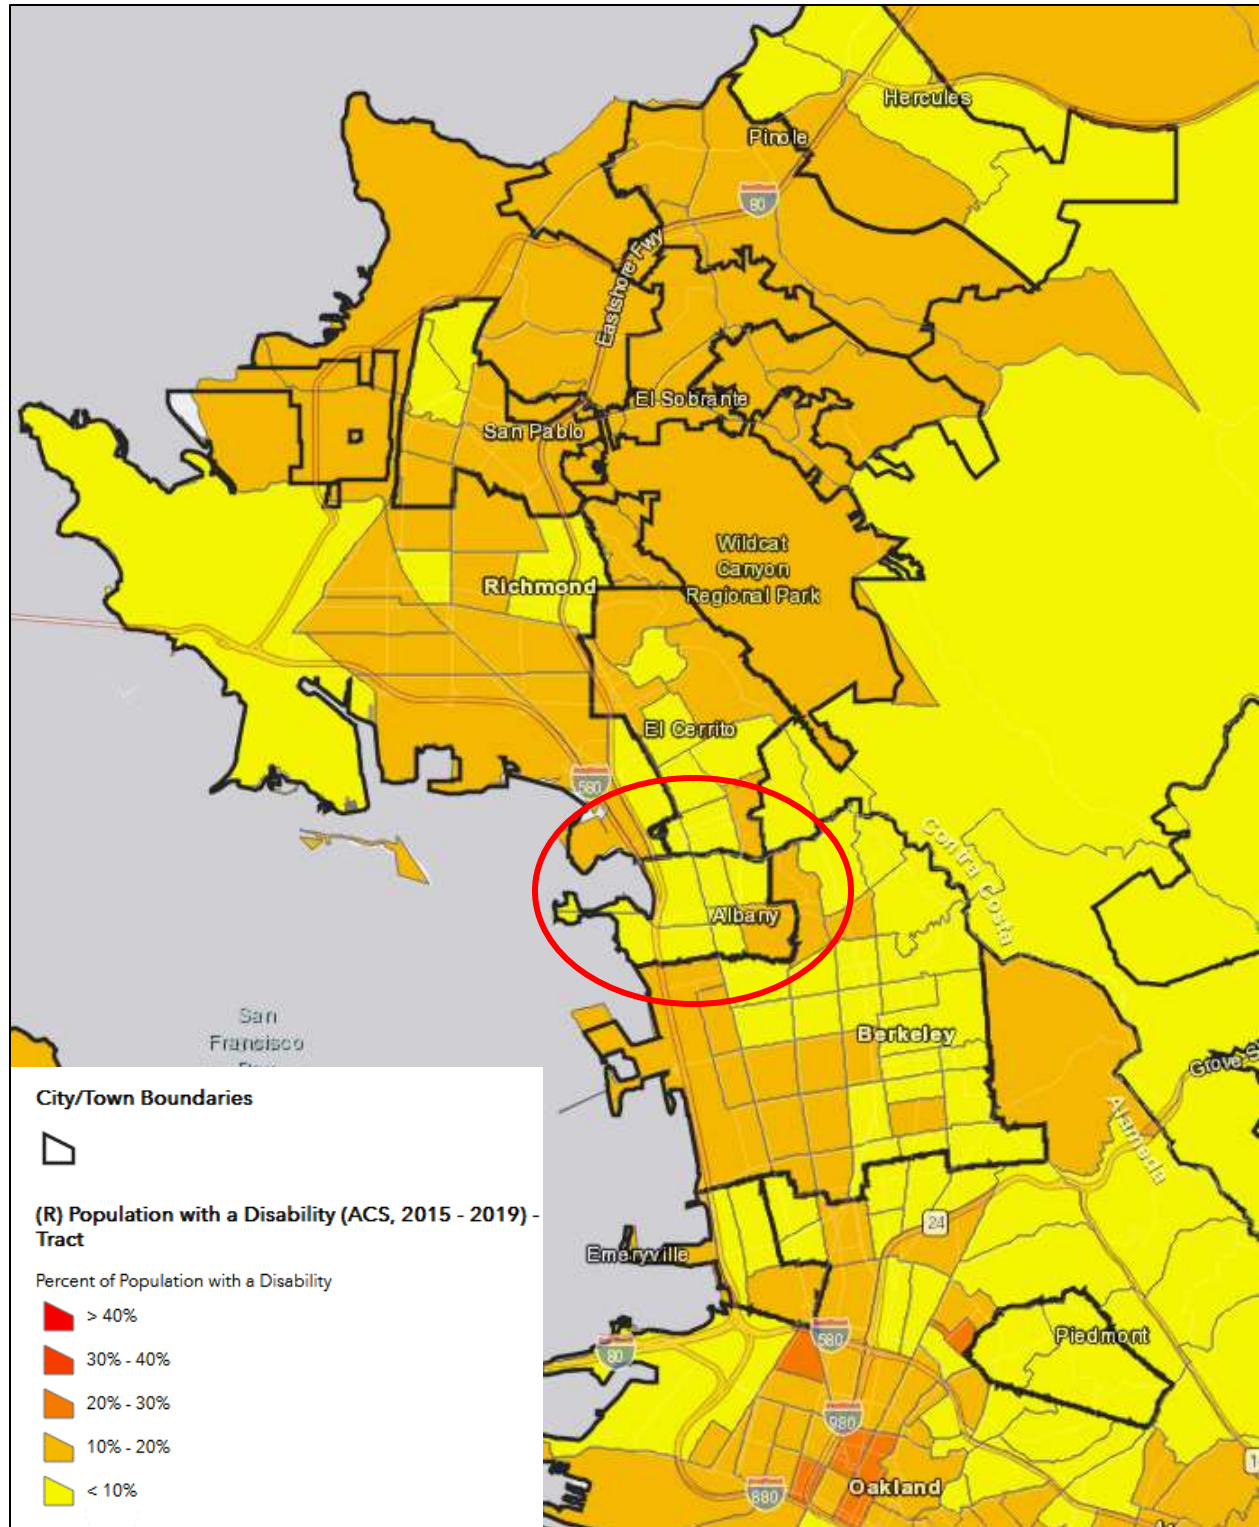 Hercules
Pinole
80
Eastshore Fwy
El Sobrante
San Pablo
Wildcat
Canyon
Regional Park
Richmond
El Cerrito
580
Contra Costa
Albany
San
Francisco
Berkeley
Grove
Alameda
24
Emeryville
580
80
Piedmont
980
Oakland
880
City/Town Boundaries
(R) Population with a Disability (ACS, 2015 - 2019) -
Tract
Percent of Population with a Disability
> 40%
30% - 40%
20% - 30%
10% - 20%
< 10%